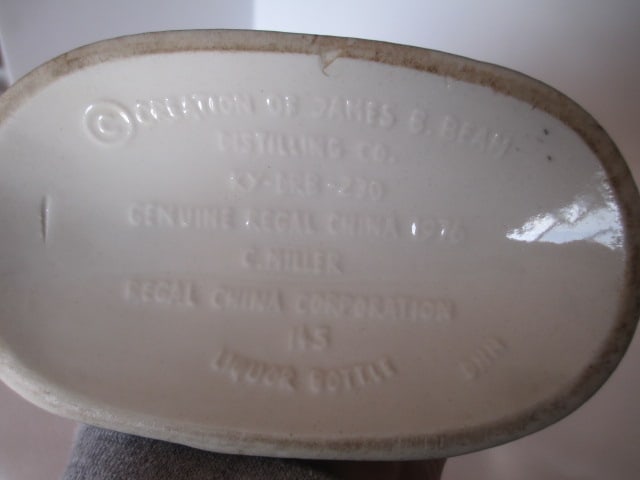 © CREATION OF JAMES B. BEAM
DISTILLING CO.
KY-DRB-230
GENUINE REGAL CHINA 1976
C. MILLER
REGAL CHINA CORPORATION
LIQUOR BOTTLE